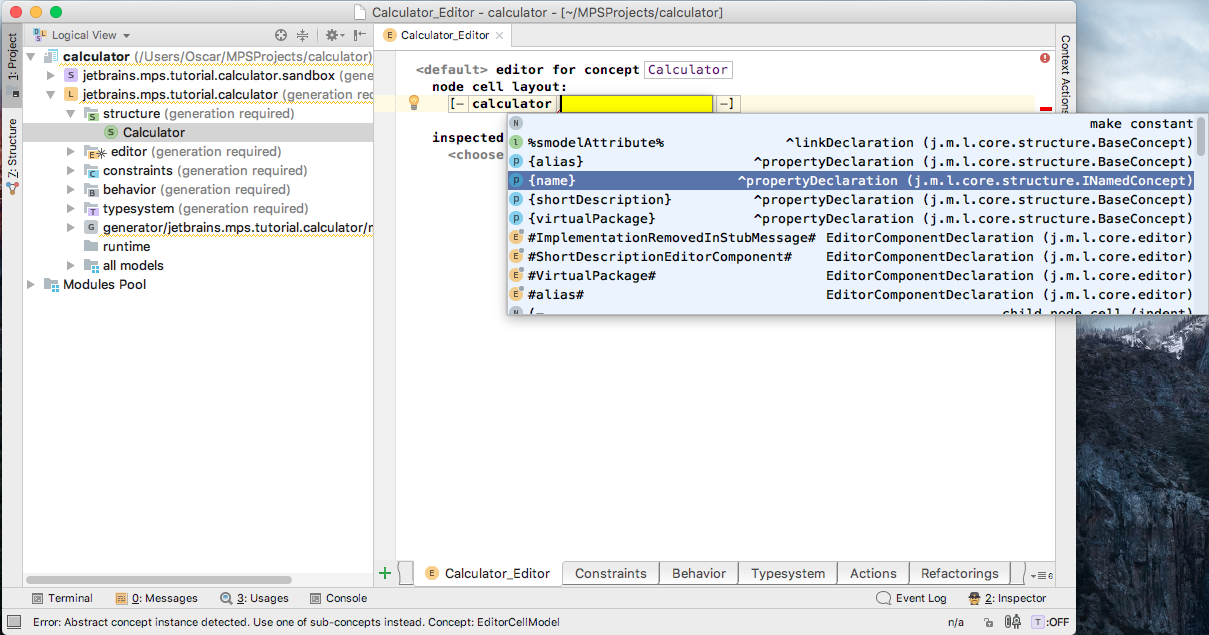 Calculator_Editor - calculator - [~/MPSProjects/calculator]
1: Project
Z: Structure
Logical View
calculator (/Users/Oscar/MPSProjects/calculator)
S jetbrains.mps.tutorial.calculator.sandbox (gene
L jetbrains.mps.tutorial.calculator (generation req
S structure (generation required)
S Calculator
E editor (generation required)
C constraints (generation required)
B behavior (generation required)
T typesystem (generation required)
G generator/jetbrains.mps.tutorial.calculator/r
runtime
all models
Modules Pool
E Calculator_Editor
<default> editor for concept Calculator
node cell layout:
[– calculator –]
inspected
<choose
N make constant
l %smodelAttribute% ^linkDeclaration (j.m.l.core.structure.BaseConcept)
p {alias} ^propertyDeclaration (j.m.l.core.structure.BaseConcept)
p {name} ^propertyDeclaration (j.m.l.core.structure.INamedConcept)
p {shortDescription} ^propertyDeclaration (j.m.l.core.structure.BaseConcept)
p {virtualPackage} ^propertyDeclaration (j.m.l.core.structure.BaseConcept)
E #ImplementationRemovedInStubMessage# EditorComponentDeclaration (j.m.l.core.editor)
E #ShortDescriptionEditorComponent# EditorComponentDeclaration (j.m.l.core.editor)
E #VirtualPackage# EditorComponentDeclaration (j.m.l.core.editor)
E #alias# EditorComponentDeclaration (j.m.l.core.editor)
N (– child node cell (indent)
Context Actions
E Calculator_Editor Constraints Behavior Typesystem Actions Refactorings
Terminal 0: Messages 3: Usages Console Event Log 2: Inspector
Error: Abstract concept instance detected. Use one of sub-concepts instead. Concept: EditorCellModel n/a T :OFF